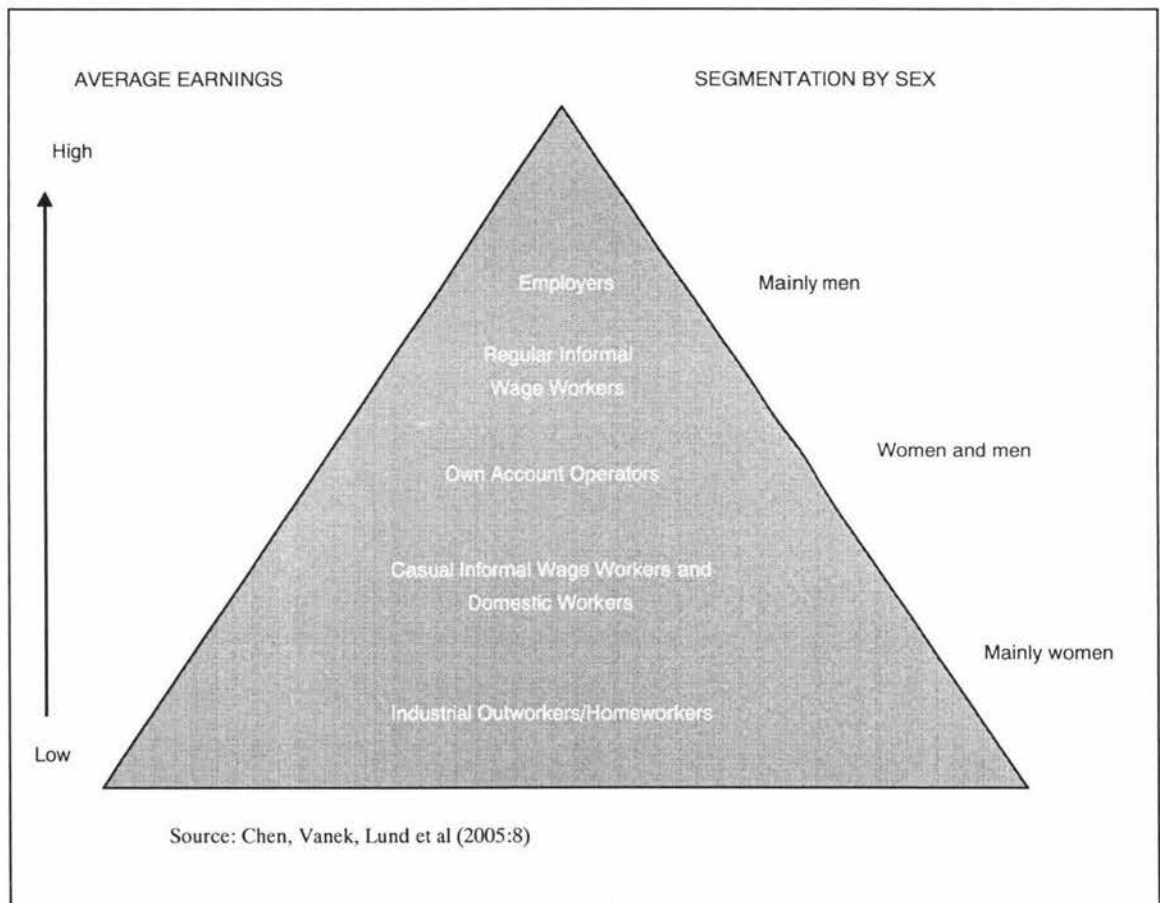 AVERAGE EARNINGS
SEGMENTATION BY SEX
High
Employers
Mainly men
Regular Informal
Wage Workers
Women and men
Own Account Operators
Casual Informal Wage Workers and
Domestic Workers
Mainly women
Industrial Outworkers/Homeworkers
Low
Source: Chen, Vanek, Lund et al (2005:8)